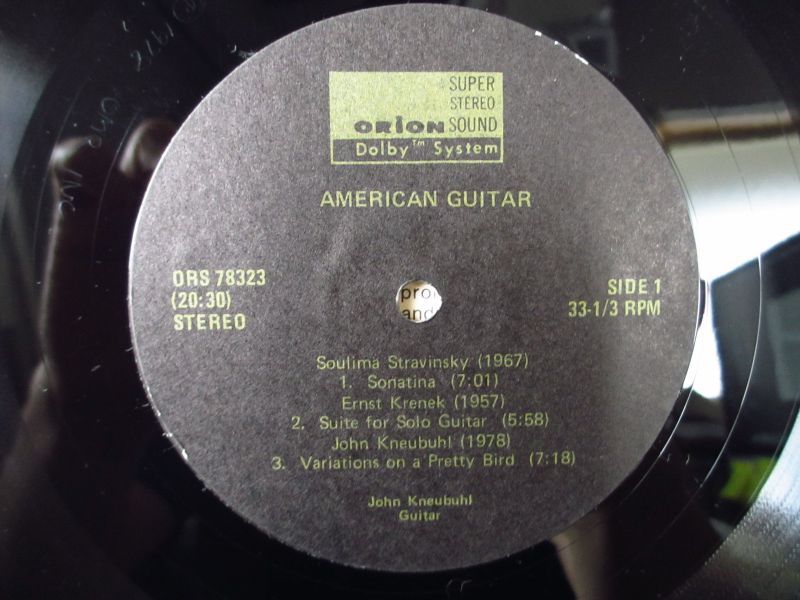 SUPER
STEREO
ORION SOUND
Dolby™ System
AMERICAN GUITAR
ORS 78323
(20:30)
STEREO
SIDE 1
33-1/3 RPM
pro
and
Soulima Stravinsky (1967)
1. Sonatina (7:01)
Ernst Krenek (1957)
2. Suite for Solo Guitar (5:58)
John Kneubuhl (1978)
3. Variations on a Pretty Bird (7:18)
John Kneubuhl
Guitar